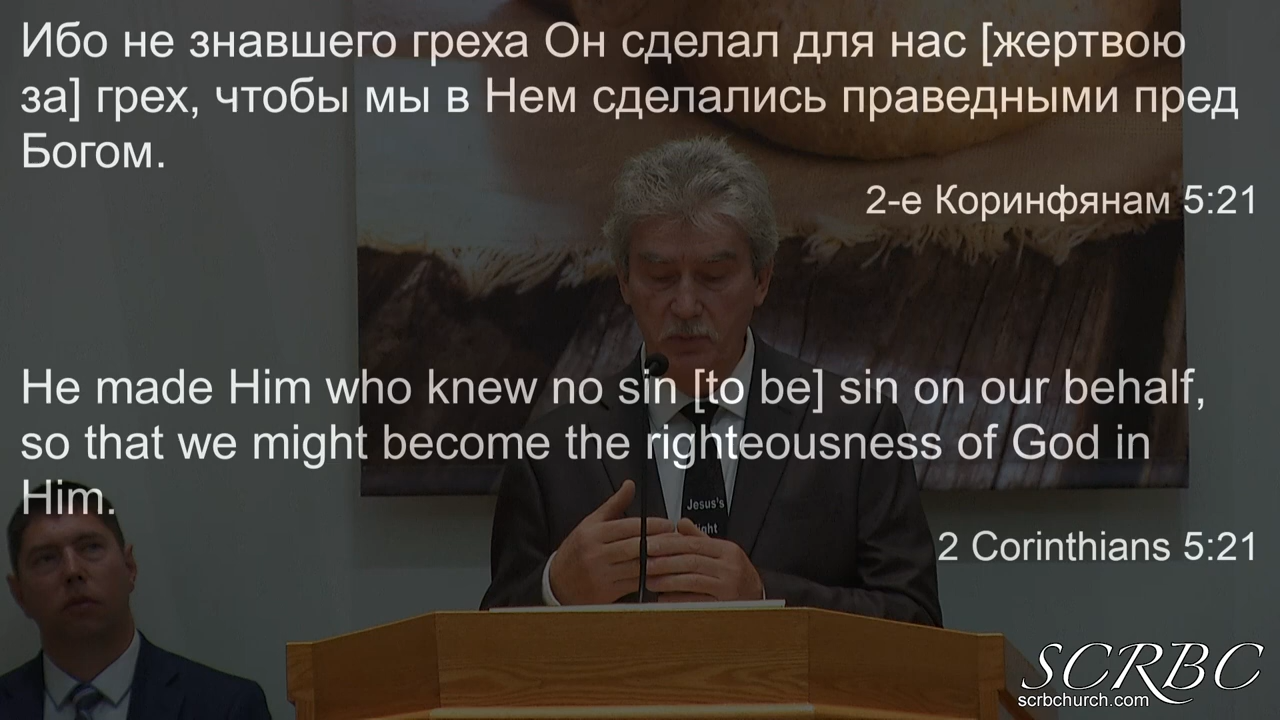 Ибо не знавшего греха Он сделал для нас [жертвою
за] грех, чтобы мы в Нем сделались праведными пред
Богом.
2-е Коринфянам 5:21
He made Him who knew no sin [to be] sin on our behalf,
so that we might become the righteousness of God in
Him.
Jesus's
2 Corinthians 5:21
SCRBC
scrbchurch.com